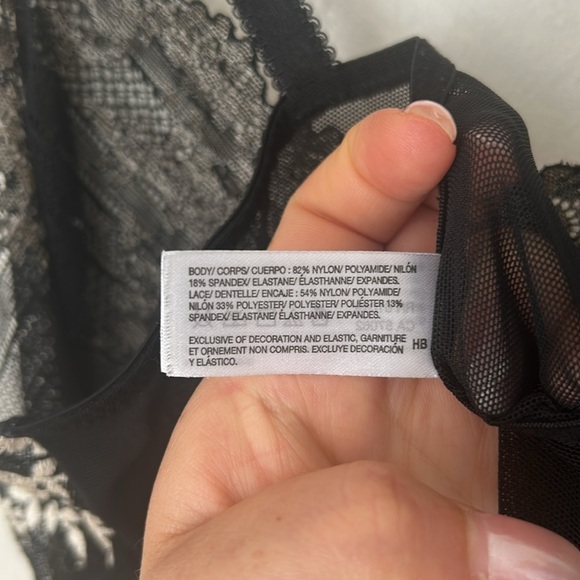 BODY/ CORPS/ CUERPO : 82% NYLON/ POLYAMIDE/ NILÓN
18% SPANDEX/ ELASTANE/ ÉLASTHANNE/ EXPANDES.
LACE/ DENTELLE/ ENCAJE : 54% NYLON/ POLYAMIDE/
NILÓN 33% POLYESTER/ POLYESTER/ POLIÉSTER 13%
SPANDEX/ ELASTANE/ ÉLASTHANNE/ EXPANDES.
EXCLUSIVE OF DECORATION AND ELASTIC, GARNITURE
ET ORNEMENT NON COMPRIS. EXCLUYE DECORACIÓN
Y ELÁSTICO.
HB